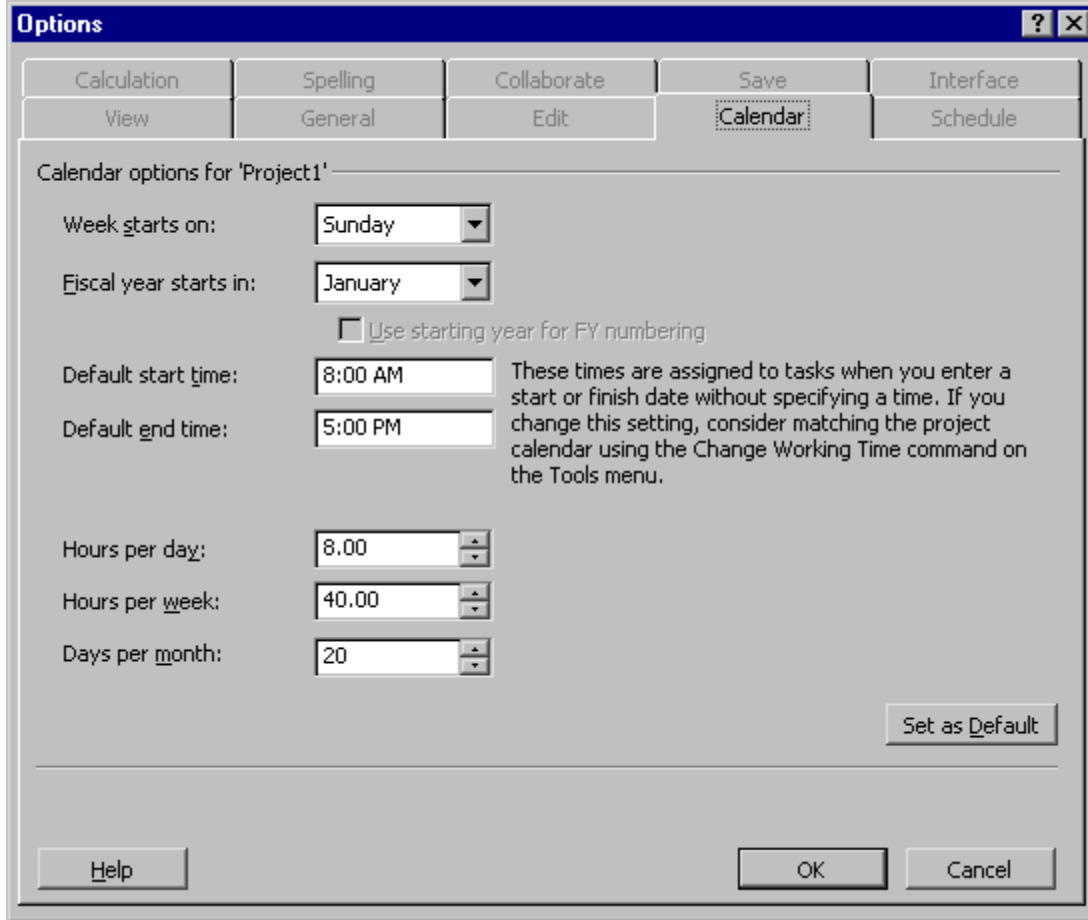 Options
Calculation Spelling Collaborate Save Interface
View General Edit Calendar Schedule
Calendar options for 'Project1'
Week starts on: Sunday
Fiscal year starts in: January
Use starting year for FY numbering
Default start time: 8:00 AM
Default end time: 5:00 PM
These times are assigned to tasks when you enter a
start or finish date without specifying a time. If you
change this setting, consider matching the project
calendar using the Change Working Time command on
the Tools menu.
Hours per day: 8.00
Hours per week: 40.00
Days per month: 20
Set as Default
Help OK Cancel